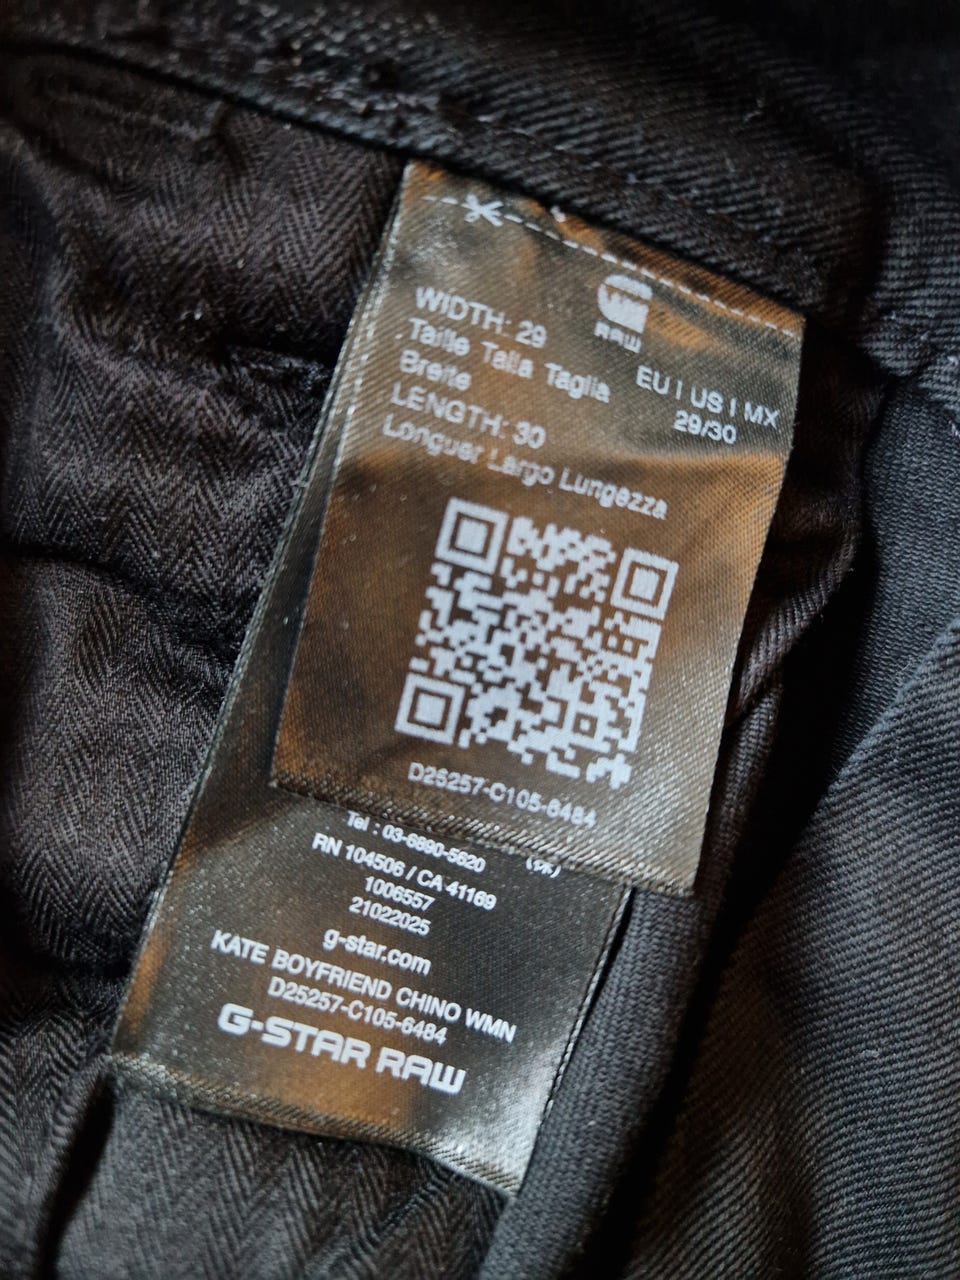 RAW
WIDTH: 29
Taille Talla Taglia
Breite
EU | US | MX
29/30
LENGTH: 30
Longuer Largo Lungezza
D25257-C105-6484
Tel : 03-6890-5620
RN 104506 / CA 41169
1006557
21022025
g-star.com
KATE BOYFRIEND CHINO WMN
D25257-C105-6484
G-STAR RAW